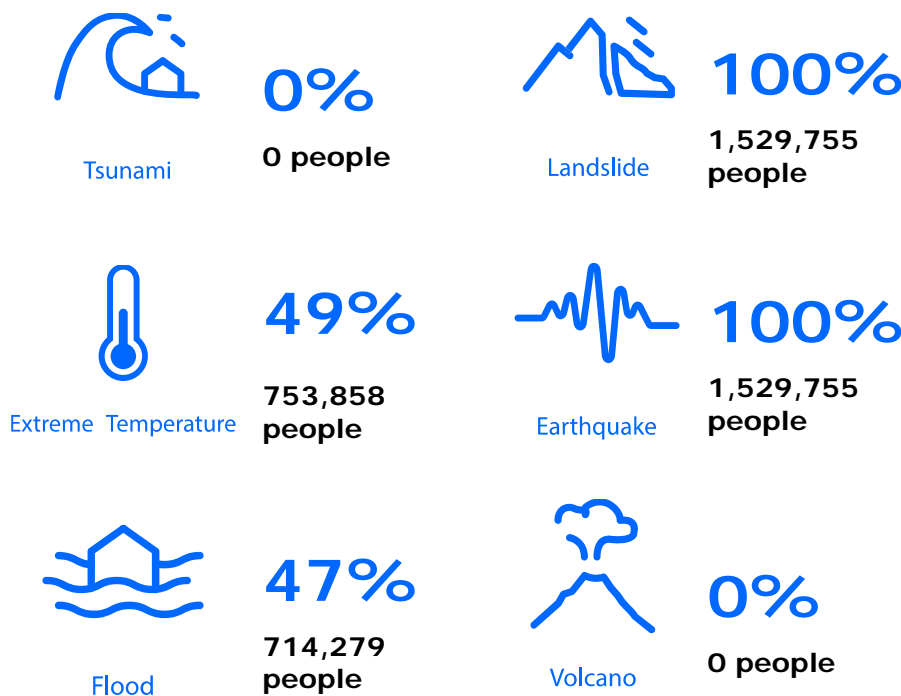 0%
0 people
Tsunami
100%
1,529,755
people
Landslide
49%
753,858
people
Extreme Temperature
100%
1,529,755
people
Earthquake
47%
714,279
people
Flood
0%
0 people
Volcano